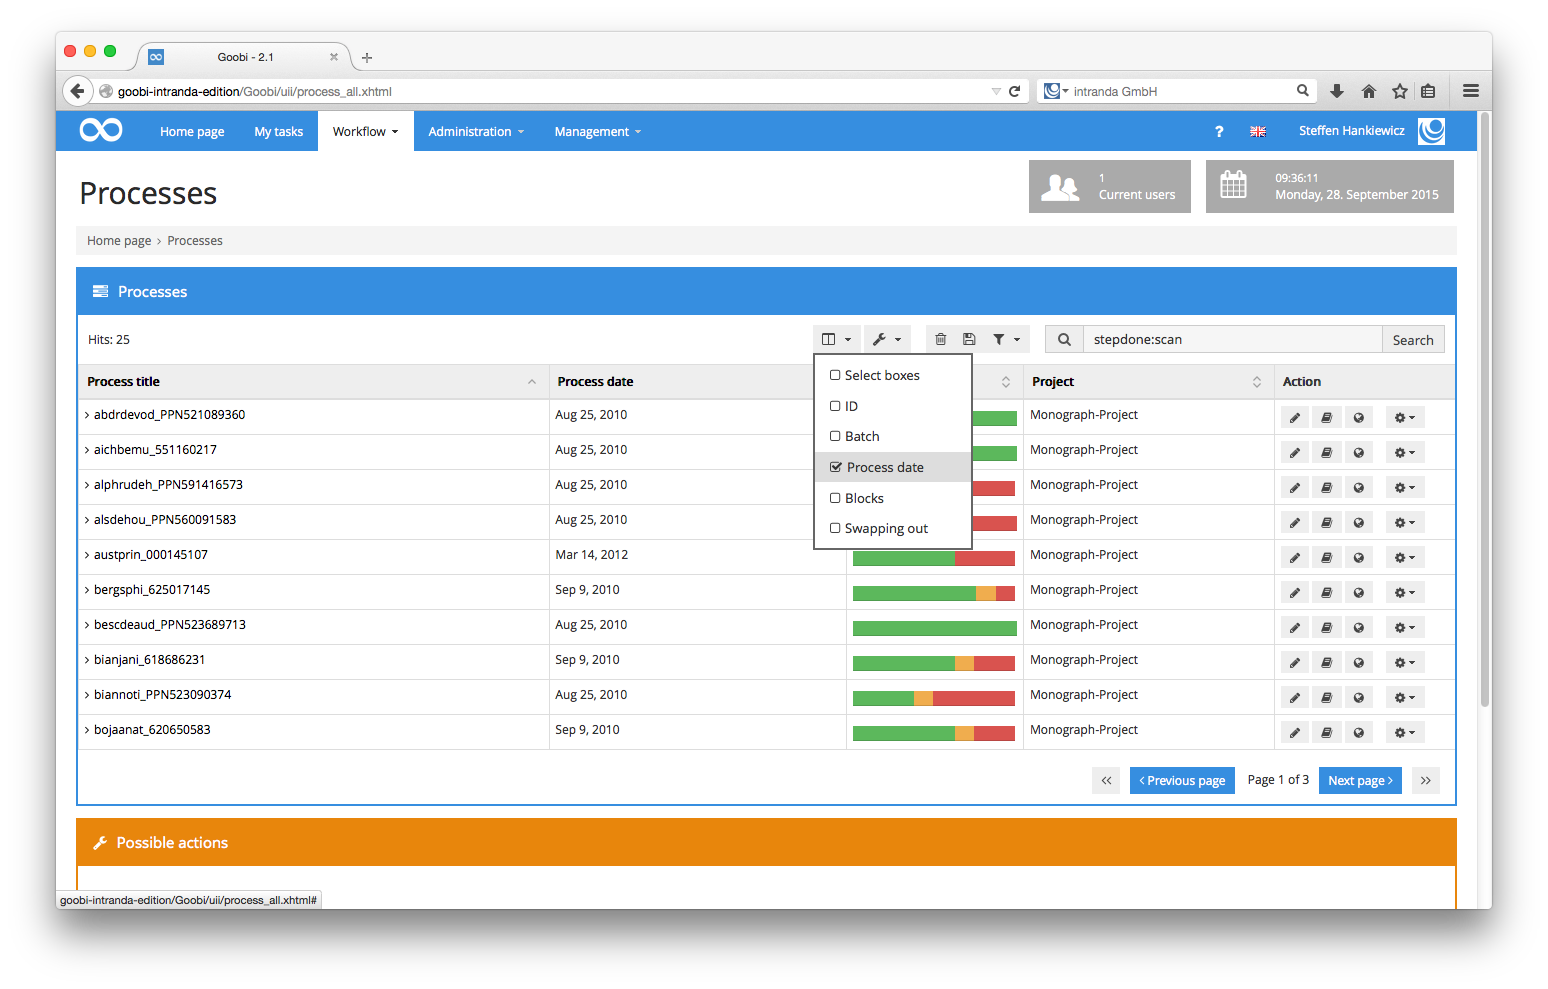 Goobi - 2.1
goobi-intranda-edition/Goobi/uii/process_all.xhtml
intranda GmbH
Home page
My tasks
Workflow
Administration
Management
?
Steffen Hankiewicz
Processes
1
Current users
09:36:11
Monday, 28. September 2015
Home page › Processes
Processes
Hits: 25
stepdone:scan
Search
Select boxes
ID
Batch
Process date
Blocks
Swapping out
Process title
Process date
Project
Action
abdrdevod_PPN521089360
Aug 25, 2010
Monograph-Project
aichbemu_551160217
Aug 25, 2010
Monograph-Project
alphrudeh_PPN591416573
Aug 25, 2010
Monograph-Project
alsdehou_PPN560091583
Aug 25, 2010
Monograph-Project
austprin_000145107
Mar 14, 2012
Monograph-Project
bergsphi_625017145
Sep 9, 2010
Monograph-Project
bescdeaud_PPN523689713
Aug 25, 2010
Monograph-Project
bianjani_618686231
Sep 9, 2010
Monograph-Project
biannoti_PPN523090374
Aug 25, 2010
Monograph-Project
bojaanat_620650583
Sep 9, 2010
Monograph-Project
‹ Previous page
Page 1 of 3
Next page ›
Possible actions
goobi-intranda-edition/Goobi/uii/process_all.xhtml#